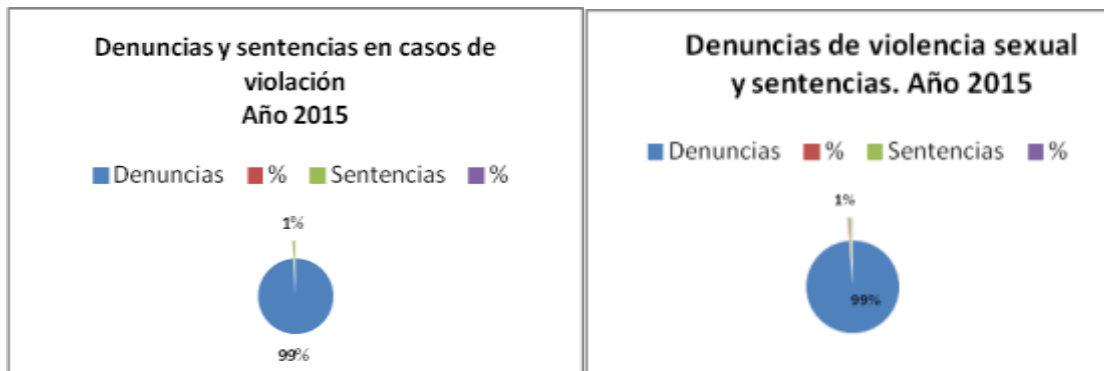 Denuncias y sentencias en casos de
violación
Año 2015
Denuncias % Sentencias %
1%
99%
Denuncias de violencia sexual
y sentencias. Año 2015
Denuncias % Sentencias %
1%
99%